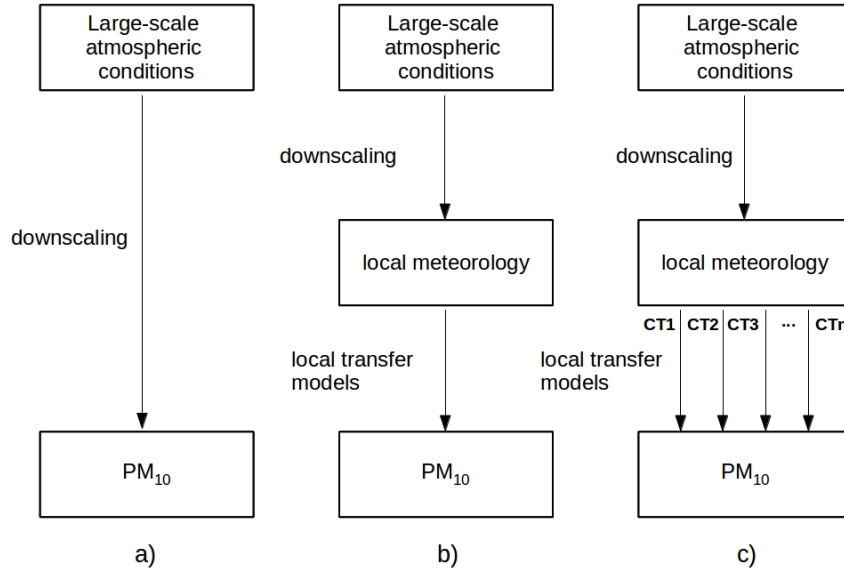 Large-scale
atmospheric
conditions
downscaling
PM10
a)
Large-scale
atmospheric
conditions
downscaling
local meteorology
local transfer
models
PM10
b)
Large-scale
atmospheric
conditions
downscaling
local meteorology
CT1 CT2 CT3 ... CTn
local transfer
models
PM10
c)